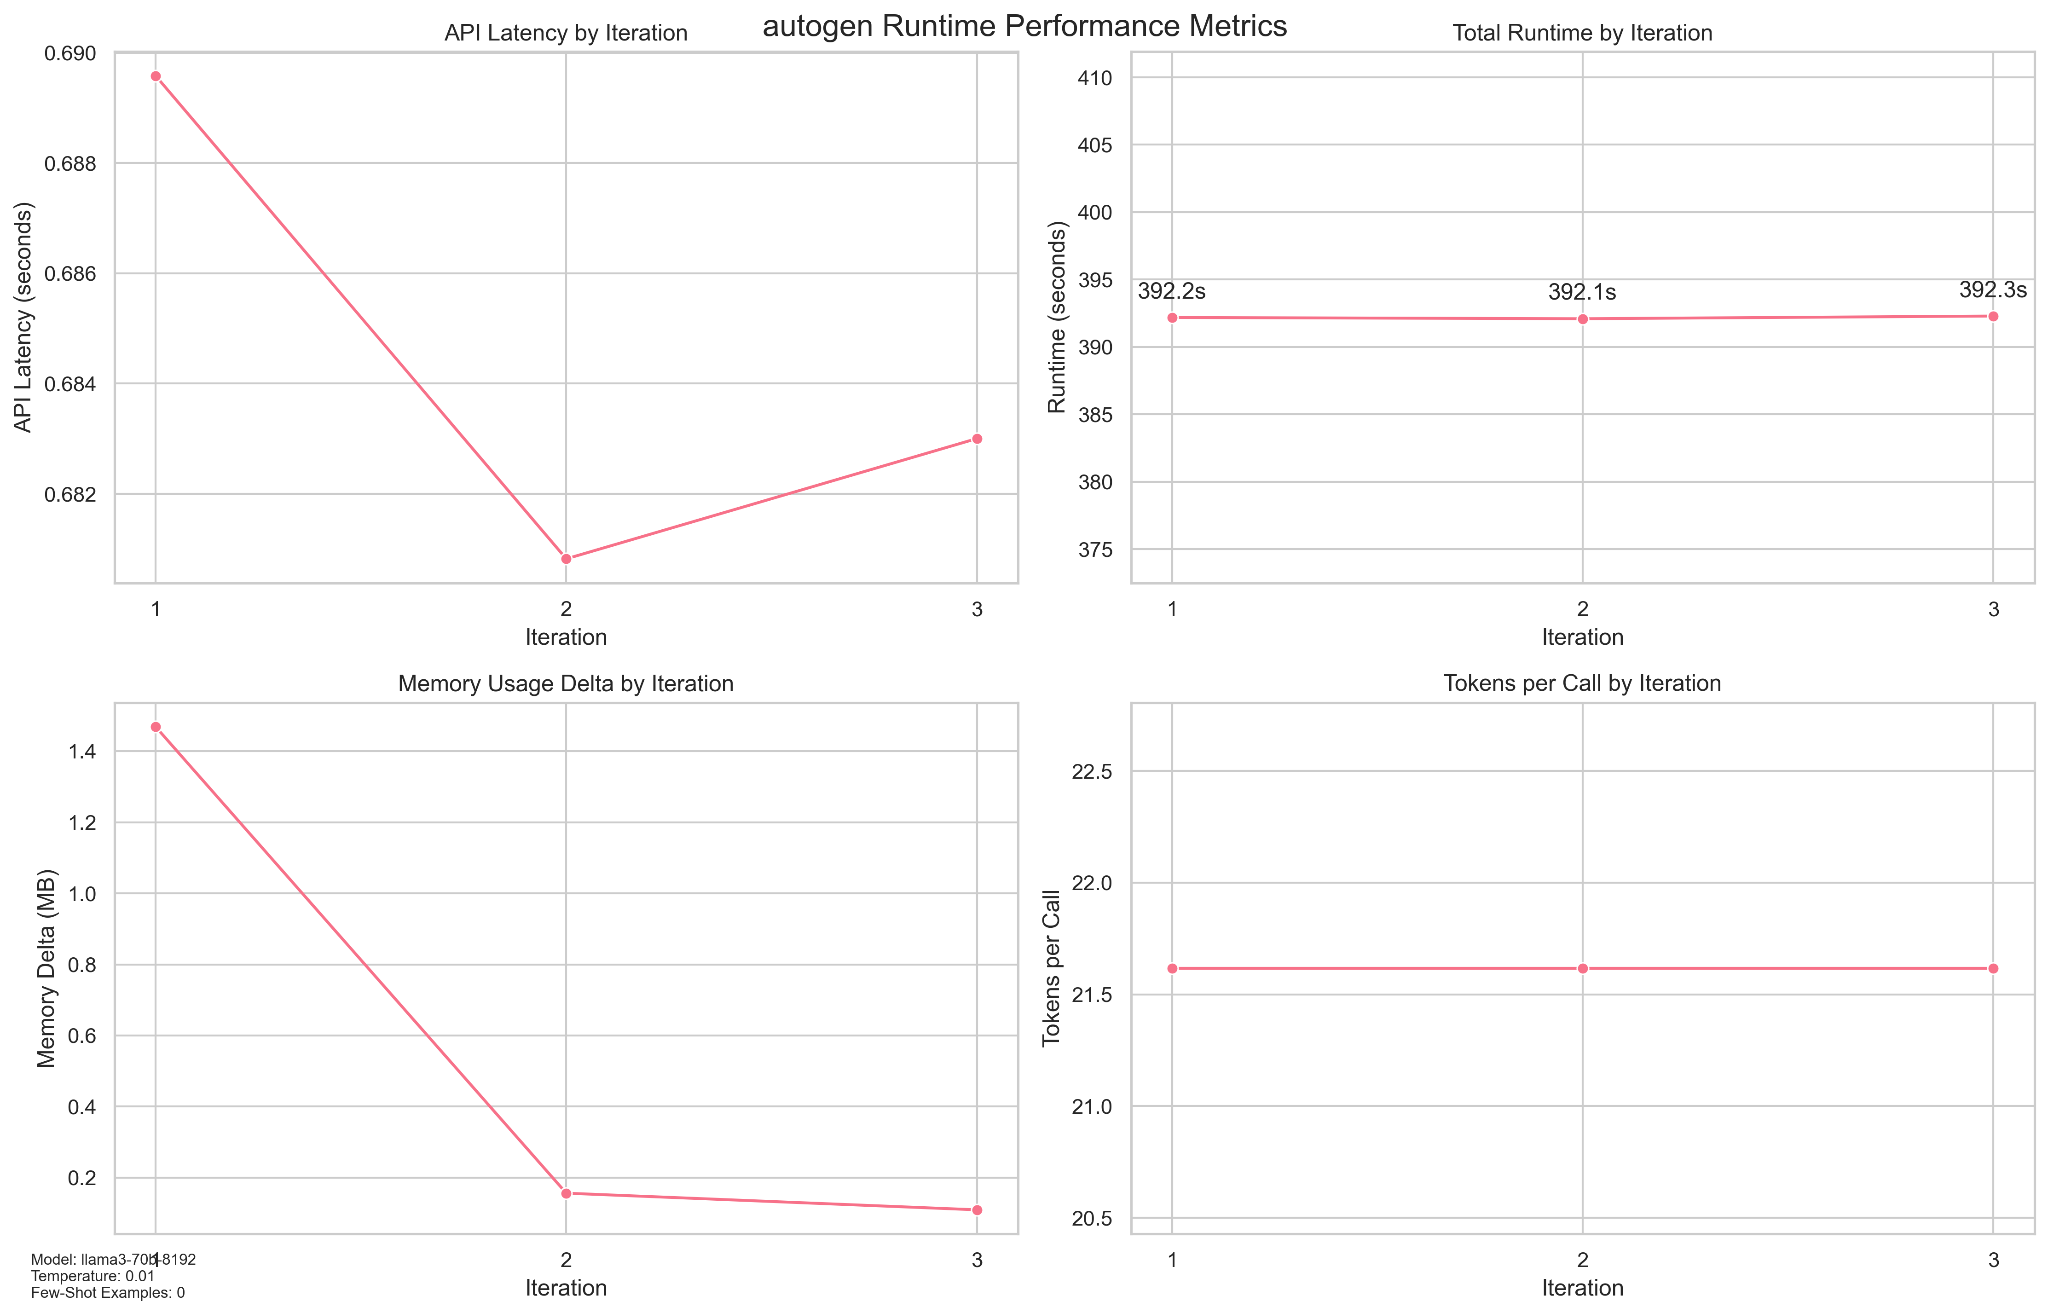 autogen Runtime Performance Metrics
API Latency by Iteration
0.690
0.688
0.686
0.684
0.682
API Latency (seconds)
1
2
3
Iteration
Total Runtime by Iteration
410
405
400
395
390
385
380
375
Runtime (seconds)
392.2s
392.1s
392.3s
1
2
3
Iteration
Memory Usage Delta by Iteration
1.4
1.2
1.0
0.8
0.6
0.4
0.2
Memory Delta (MB)
1
2
3
Iteration
Tokens per Call by Iteration
22.5
22.0
21.5
21.0
20.5
Tokens per Call
1
2
3
Iteration
Model: llama3-70b-8192
Temperature: 0.01
Few-Shot Examples: 0